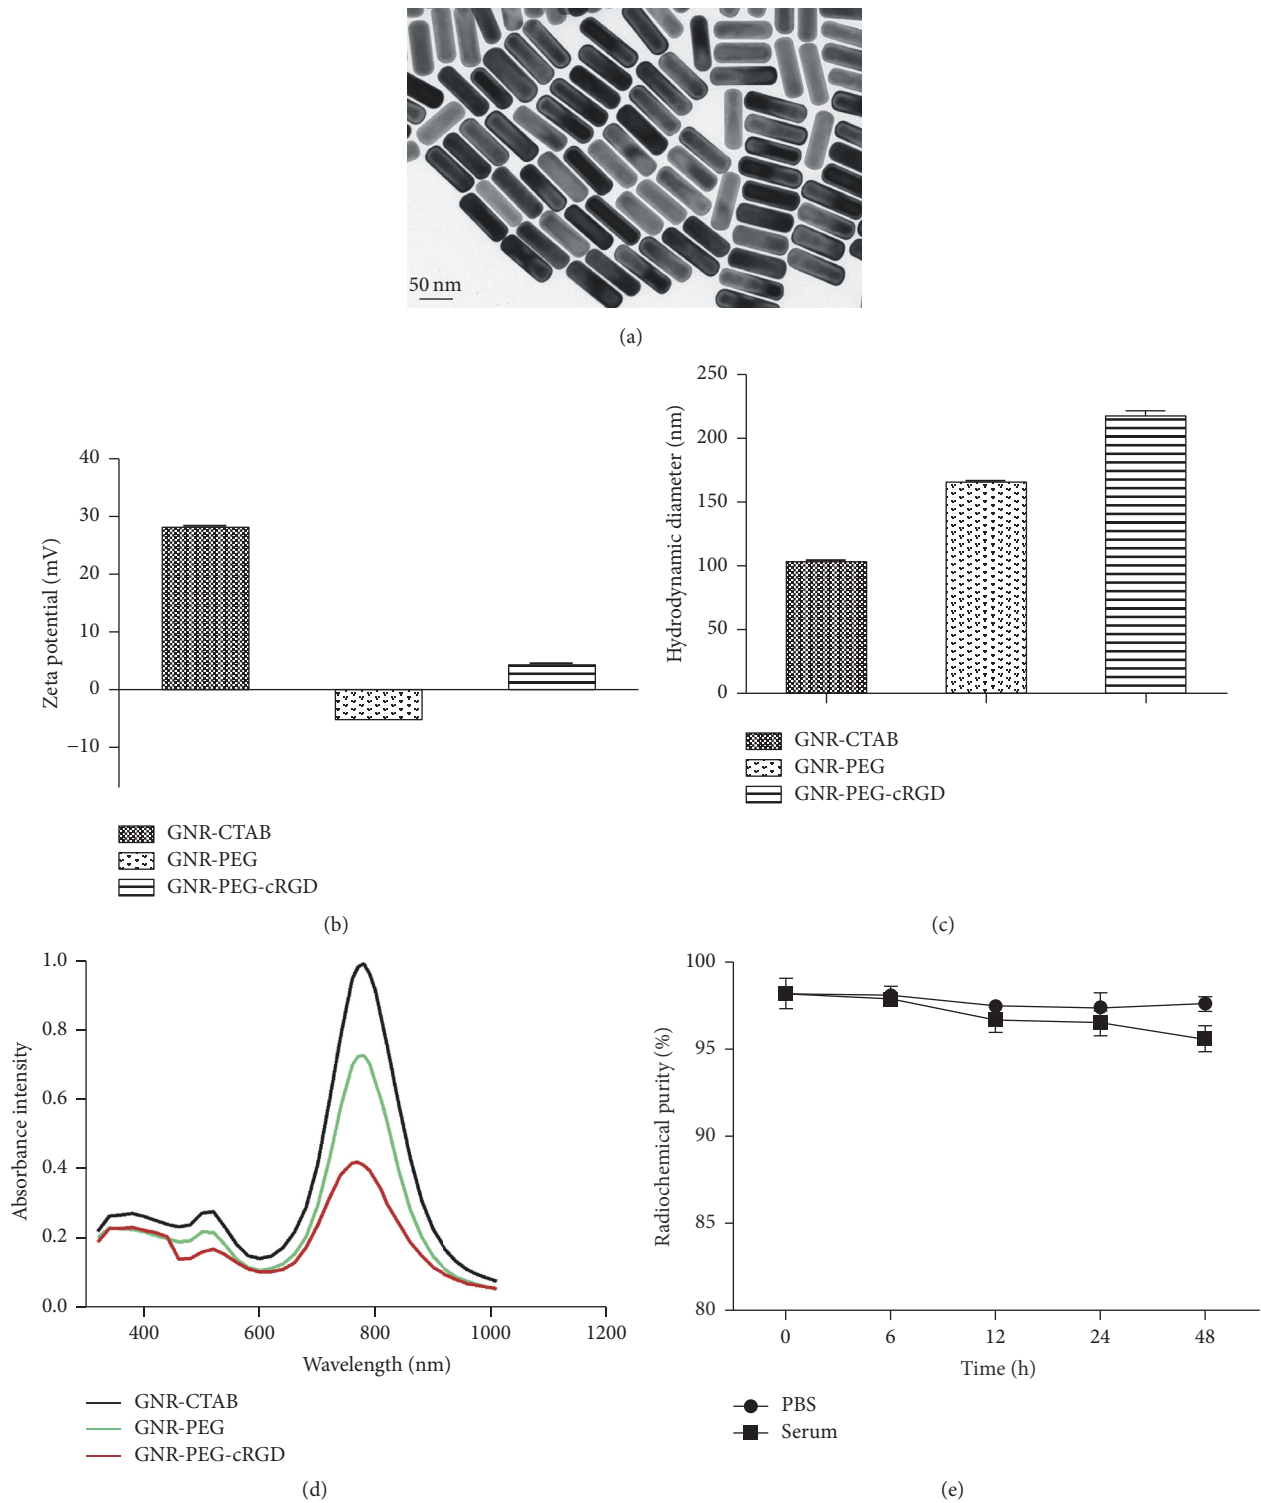 50 nm
(a)
Zeta potential (mV)
40
30
20
10
0
−10
GNR-CTAB
GNR-PEG
GNR-PEG-cRGD
(b)
Hydrodynamic diameter (nm)
250
200
150
100
50
0
GNR-CTAB
GNR-PEG
GNR-PEG-cRGD
(c)
Absorbance intensity
1.0
0.8
0.6
0.4
0.2
0.0
400 600 800 1000 1200
Wavelength (nm)
GNR-CTAB
GNR-PEG
GNR-PEG-cRGD
(d)
Radiochemical purity (%)
100
95
90
85
80
0 6 12 24 48
Time (h)
PBS
Serum
(e)